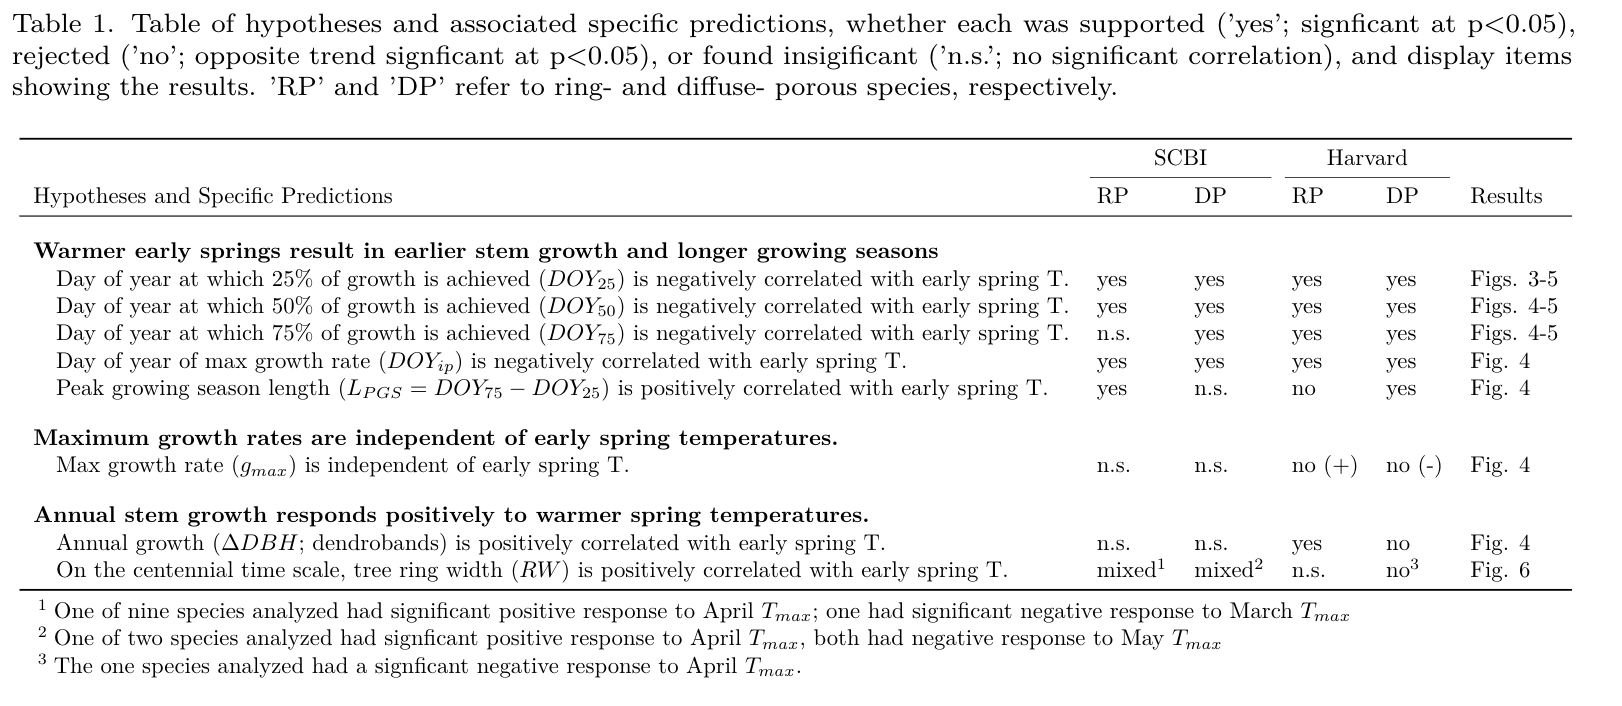 Table 1. Table of hypotheses and associated specific predictions, whether each was supported ('yes'; signficant at p<0.05),
rejected ('no'; opposite trend signficant at p<0.05), or found insigificant ('n.s.'; no significant correlation), and display items
showing the results. 'RP' and 'DP' refer to ring- and diffuse- porous species, respectively.
SCBI Harvard
Hypotheses and Specific Predictions RP DP RP DP Results
Warmer early springs result in earlier stem growth and longer growing seasons
Day of year at which 25% of growth is achieved (DOY₂₅) is negatively correlated with early spring T. yes yes yes yes Figs. 3-5
Day of year at which 50% of growth is achieved (DOY₅₀) is negatively correlated with early spring T. yes yes yes yes Figs. 4-5
Day of year at which 75% of growth is achieved (DOY₇₅) is negatively correlated with early spring T. n.s. yes yes yes Figs. 4-5
Day of year of max growth rate (DOY_ip) is negatively correlated with early spring T. yes yes yes yes Fig. 4
Peak growing season length (L_PGS = DOY₇₅ − DOY₂₅) is positively correlated with early spring T. yes n.s. no yes Fig. 4
Maximum growth rates are independent of early spring temperatures.
Max growth rate (g_max) is independent of early spring T. n.s. n.s. no (+) no (-) Fig. 4
Annual stem growth responds positively to warmer spring temperatures.
Annual growth (ΔDBH; dendrobands) is positively correlated with early spring T. n.s. n.s. yes no Fig. 4
On the centennial time scale, tree ring width (RW) is positively correlated with early spring T. mixed¹ mixed² n.s. no³ Fig. 6
¹ One of nine species analyzed had significant positive response to April T_max; one had significant negative response to March T_max
² One of two species analyzed had signficant positive response to April T_max, both had negative response to May T_max
³ The one species analyzed had a signficant negative response to April T_max.